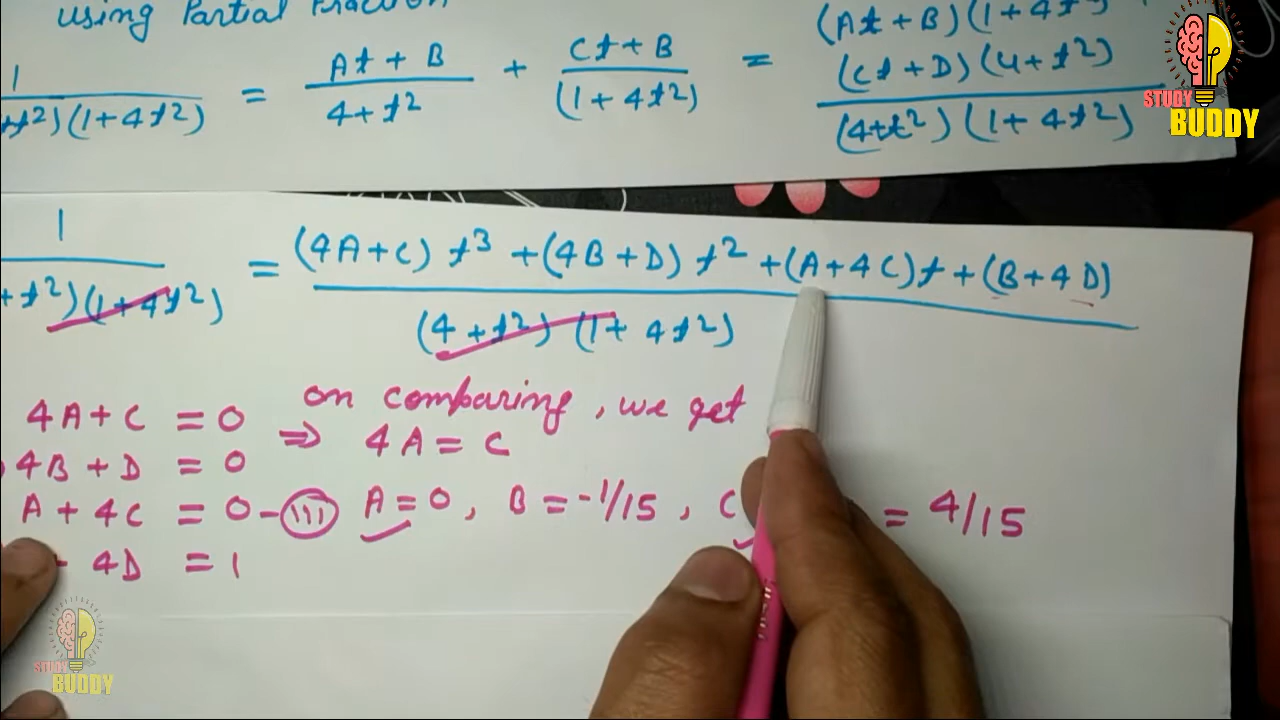 using Partial Fraction
1 / (+t²)(1+4t²) = At + B / 4+t² + Ct + B / (1+4t²) = (At+B)(1+4t²) (Ct+D)(4+t²) / (4+t²)(1+4t²)
STUDY BUDDY
1 / +t²)(1+4t²) = (4A+C) t³ + (4B+D) t² + (A+4C)t + (B+4D) / (4+t²)(1+4t²)
on comparing, we get
4A+C = 0 ⇒ 4A = C
4B + D = 0
A + 4C = 0 - (III) A = 0, B = -1/15, C = 4/15
4D = 1
STUDY BUDDY